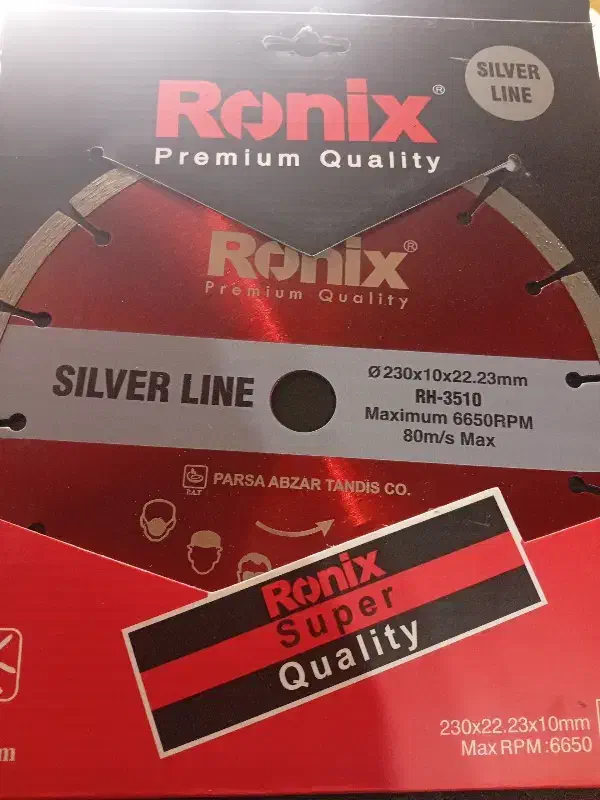 SILVER
LINE
Ronix®
Premium Quality
Ronix®
Premium Quality
SILVER LINE
Ø230x10x22.23mm
RH-3510
Maximum 6650RPM
80m/s Max
P.A.T
PARSA ABZAR TANDIS CO.
Ronix
Super
Quality
230x22.23x10mm
Max RPM:6650